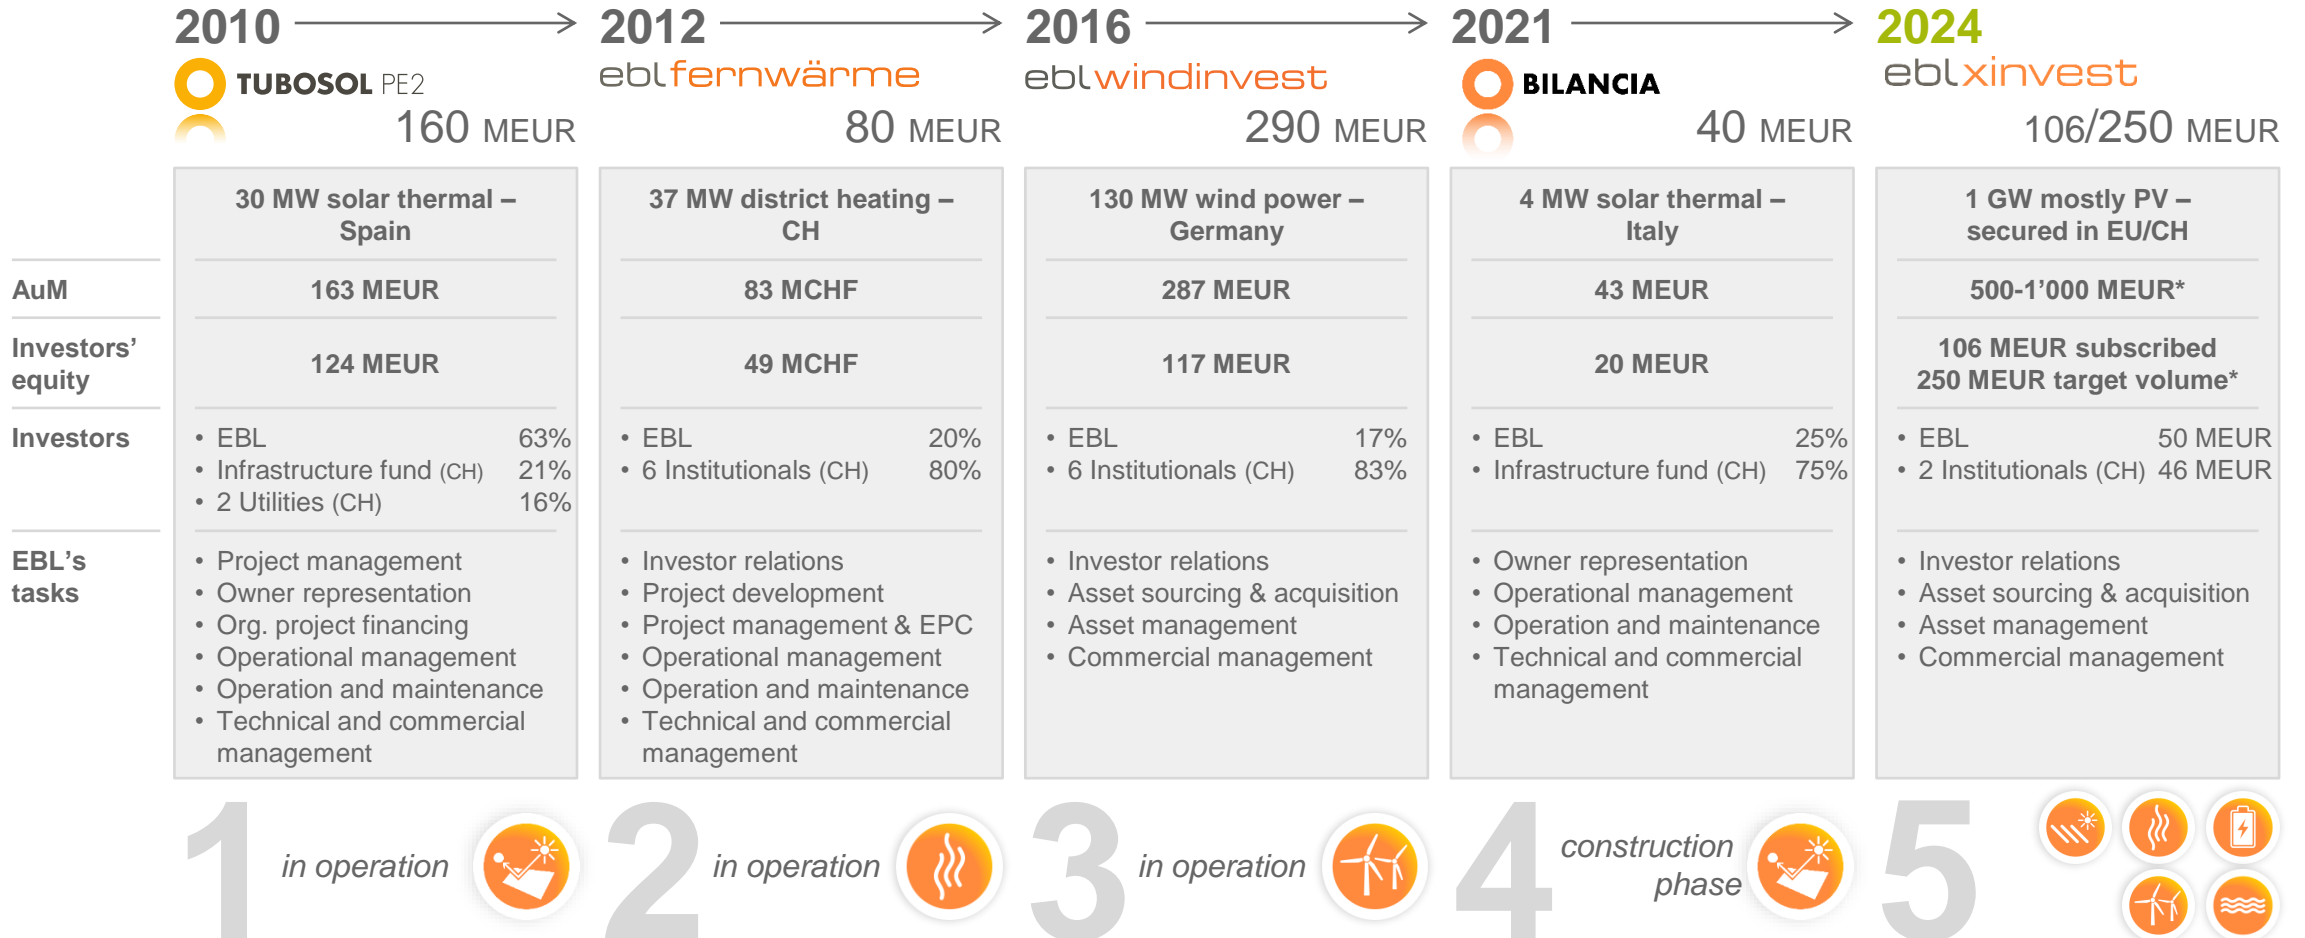 2010
TUBOSOL PE2
160 MEUR
2012
eblfernwärme
80 MEUR
2016
eblwindinvest
290 MEUR
2021
BILANCIA
40 MEUR
2024
eblxinvest
106/250 MEUR
30 MW solar thermal –
Spain
37 MW district heating –
CH
130 MW wind power –
Germany
4 MW solar thermal –
Italy
1 GW mostly PV –
secured in EU/CH
AuM
163 MEUR
83 MCHF
287 MEUR
43 MEUR
500-1’000 MEUR*
Investors’
equity
124 MEUR
49 MCHF
117 MEUR
20 MEUR
106 MEUR subscribed
250 MEUR target volume*
Investors
• EBL 63%
• Infrastructure fund (CH) 21%
• 2 Utilities (CH) 16%
• EBL 20%
• 6 Institutionals (CH) 80%
• EBL 17%
• 6 Institutionals (CH) 83%
• EBL 25%
• Infrastructure fund (CH) 75%
• EBL 50 MEUR
• 2 Institutionals (CH) 46 MEUR
EBL’s
tasks
• Project management
• Owner representation
• Org. project financing
• Operational management
• Operation and maintenance
• Technical and commercial
management
• Investor relations
• Project development
• Project management & EPC
• Operational management
• Operation and maintenance
• Technical and commercial
management
• Investor relations
• Asset sourcing & acquisition
• Asset management
• Commercial management
• Owner representation
• Operational management
• Operation and maintenance
• Technical and commercial
management
• Investor relations
• Asset sourcing & acquisition
• Asset management
• Commercial management
1
in operation
2
in operation
3
in operation
4
construction
phase
5